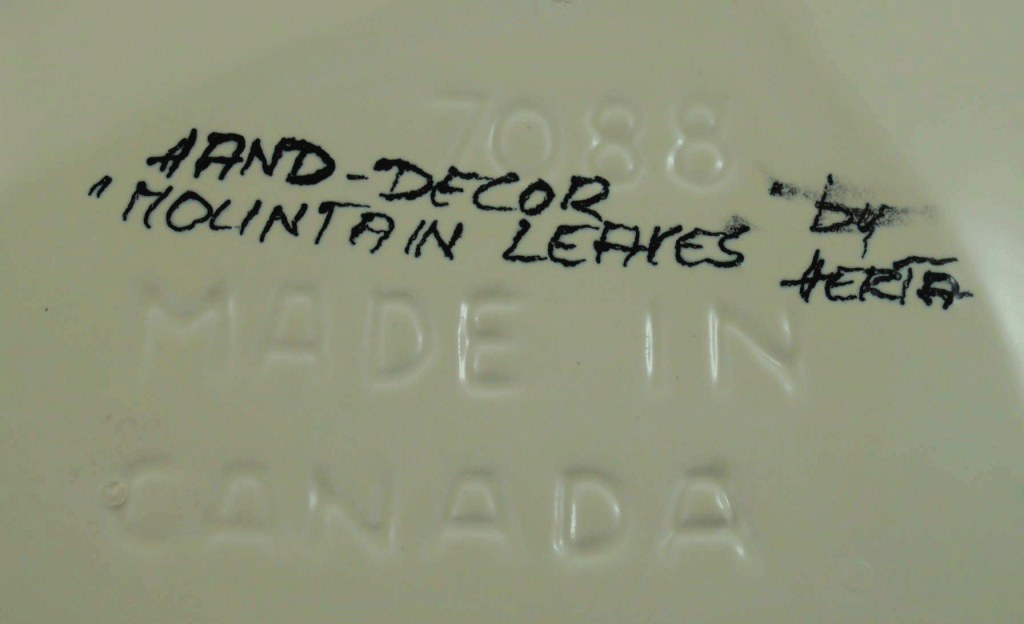 7088
HAND-DECOR
"MOUNTAIN LEAVES" by
HERTA
MADE IN
CANADA